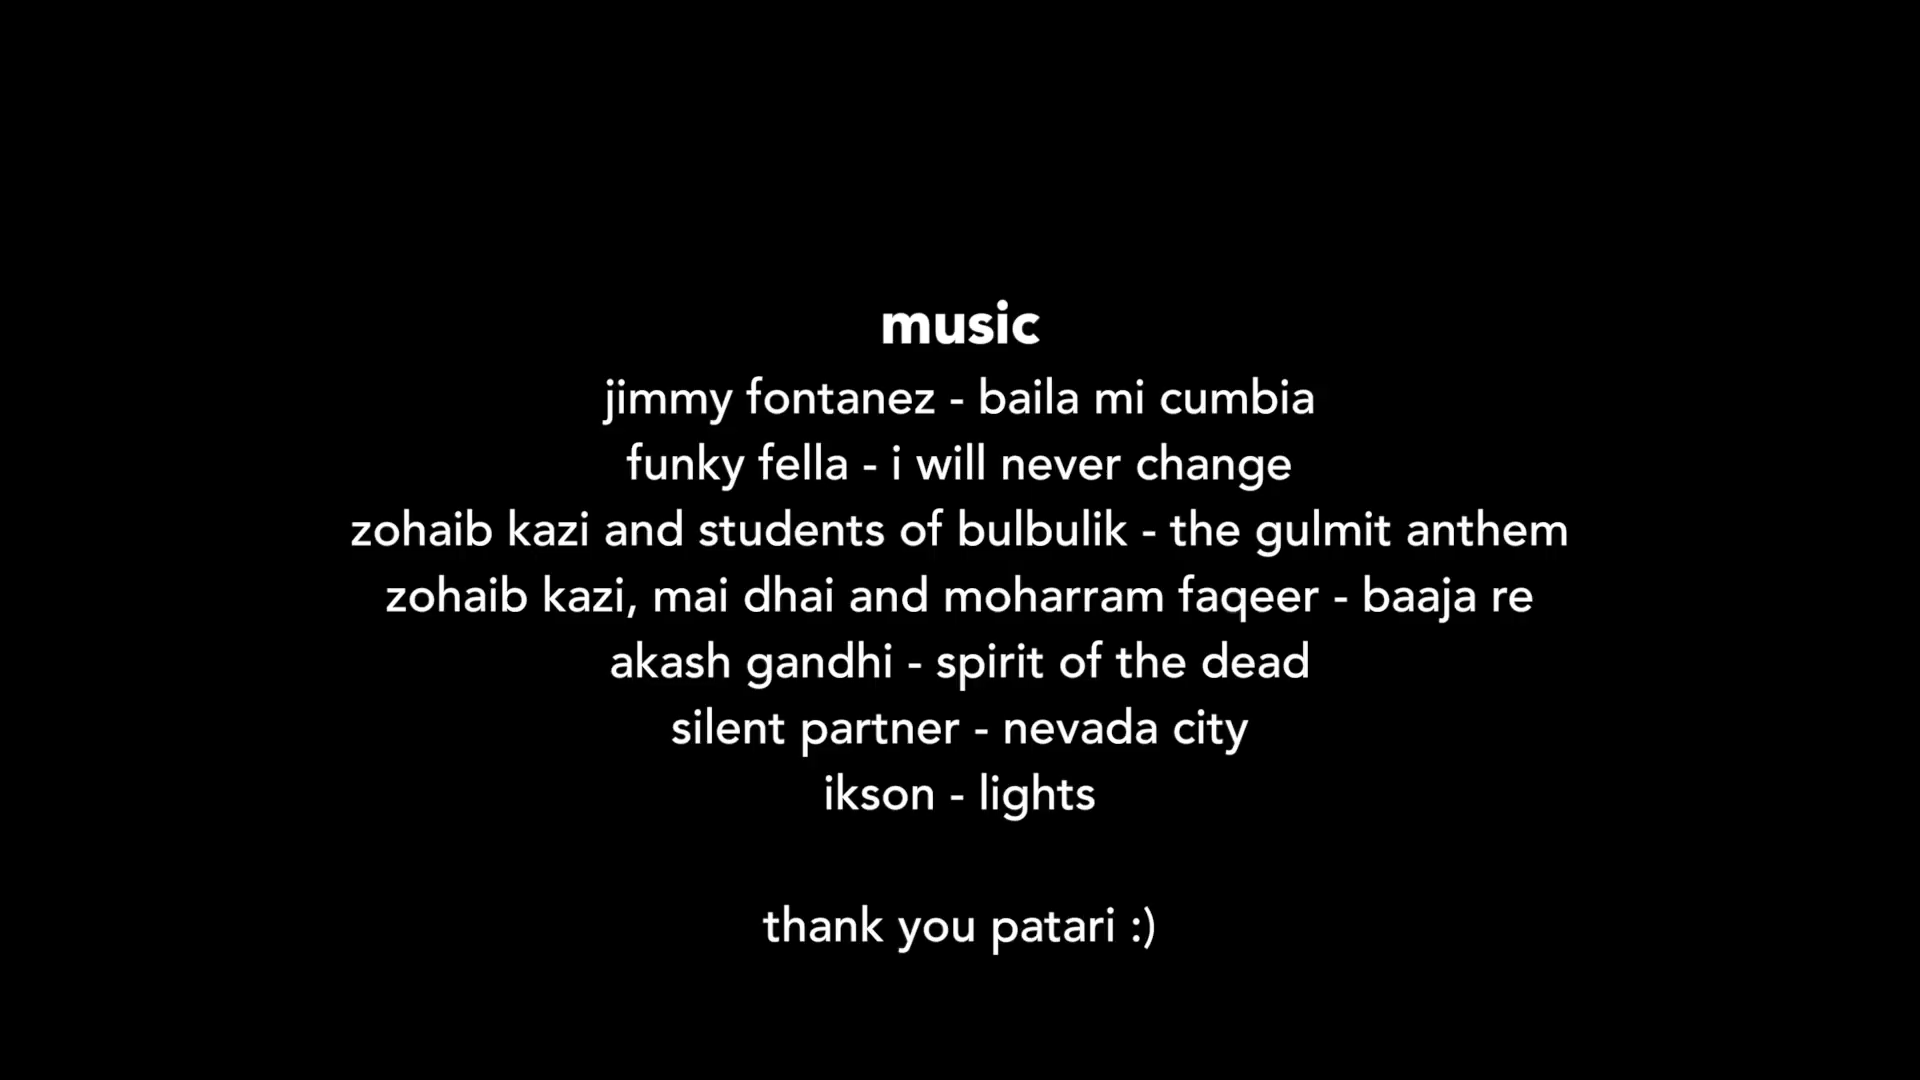 music
jimmy fontanez - baila mi cumbia
funky fella - i will never change
zohaib kazi and students of bulbulik - the gulmit anthem
zohaib kazi, mai dhai and moharram faqeer - baaja re
akash gandhi - spirit of the dead
silent partner - nevada city
ikson - lights
thank you patari :)